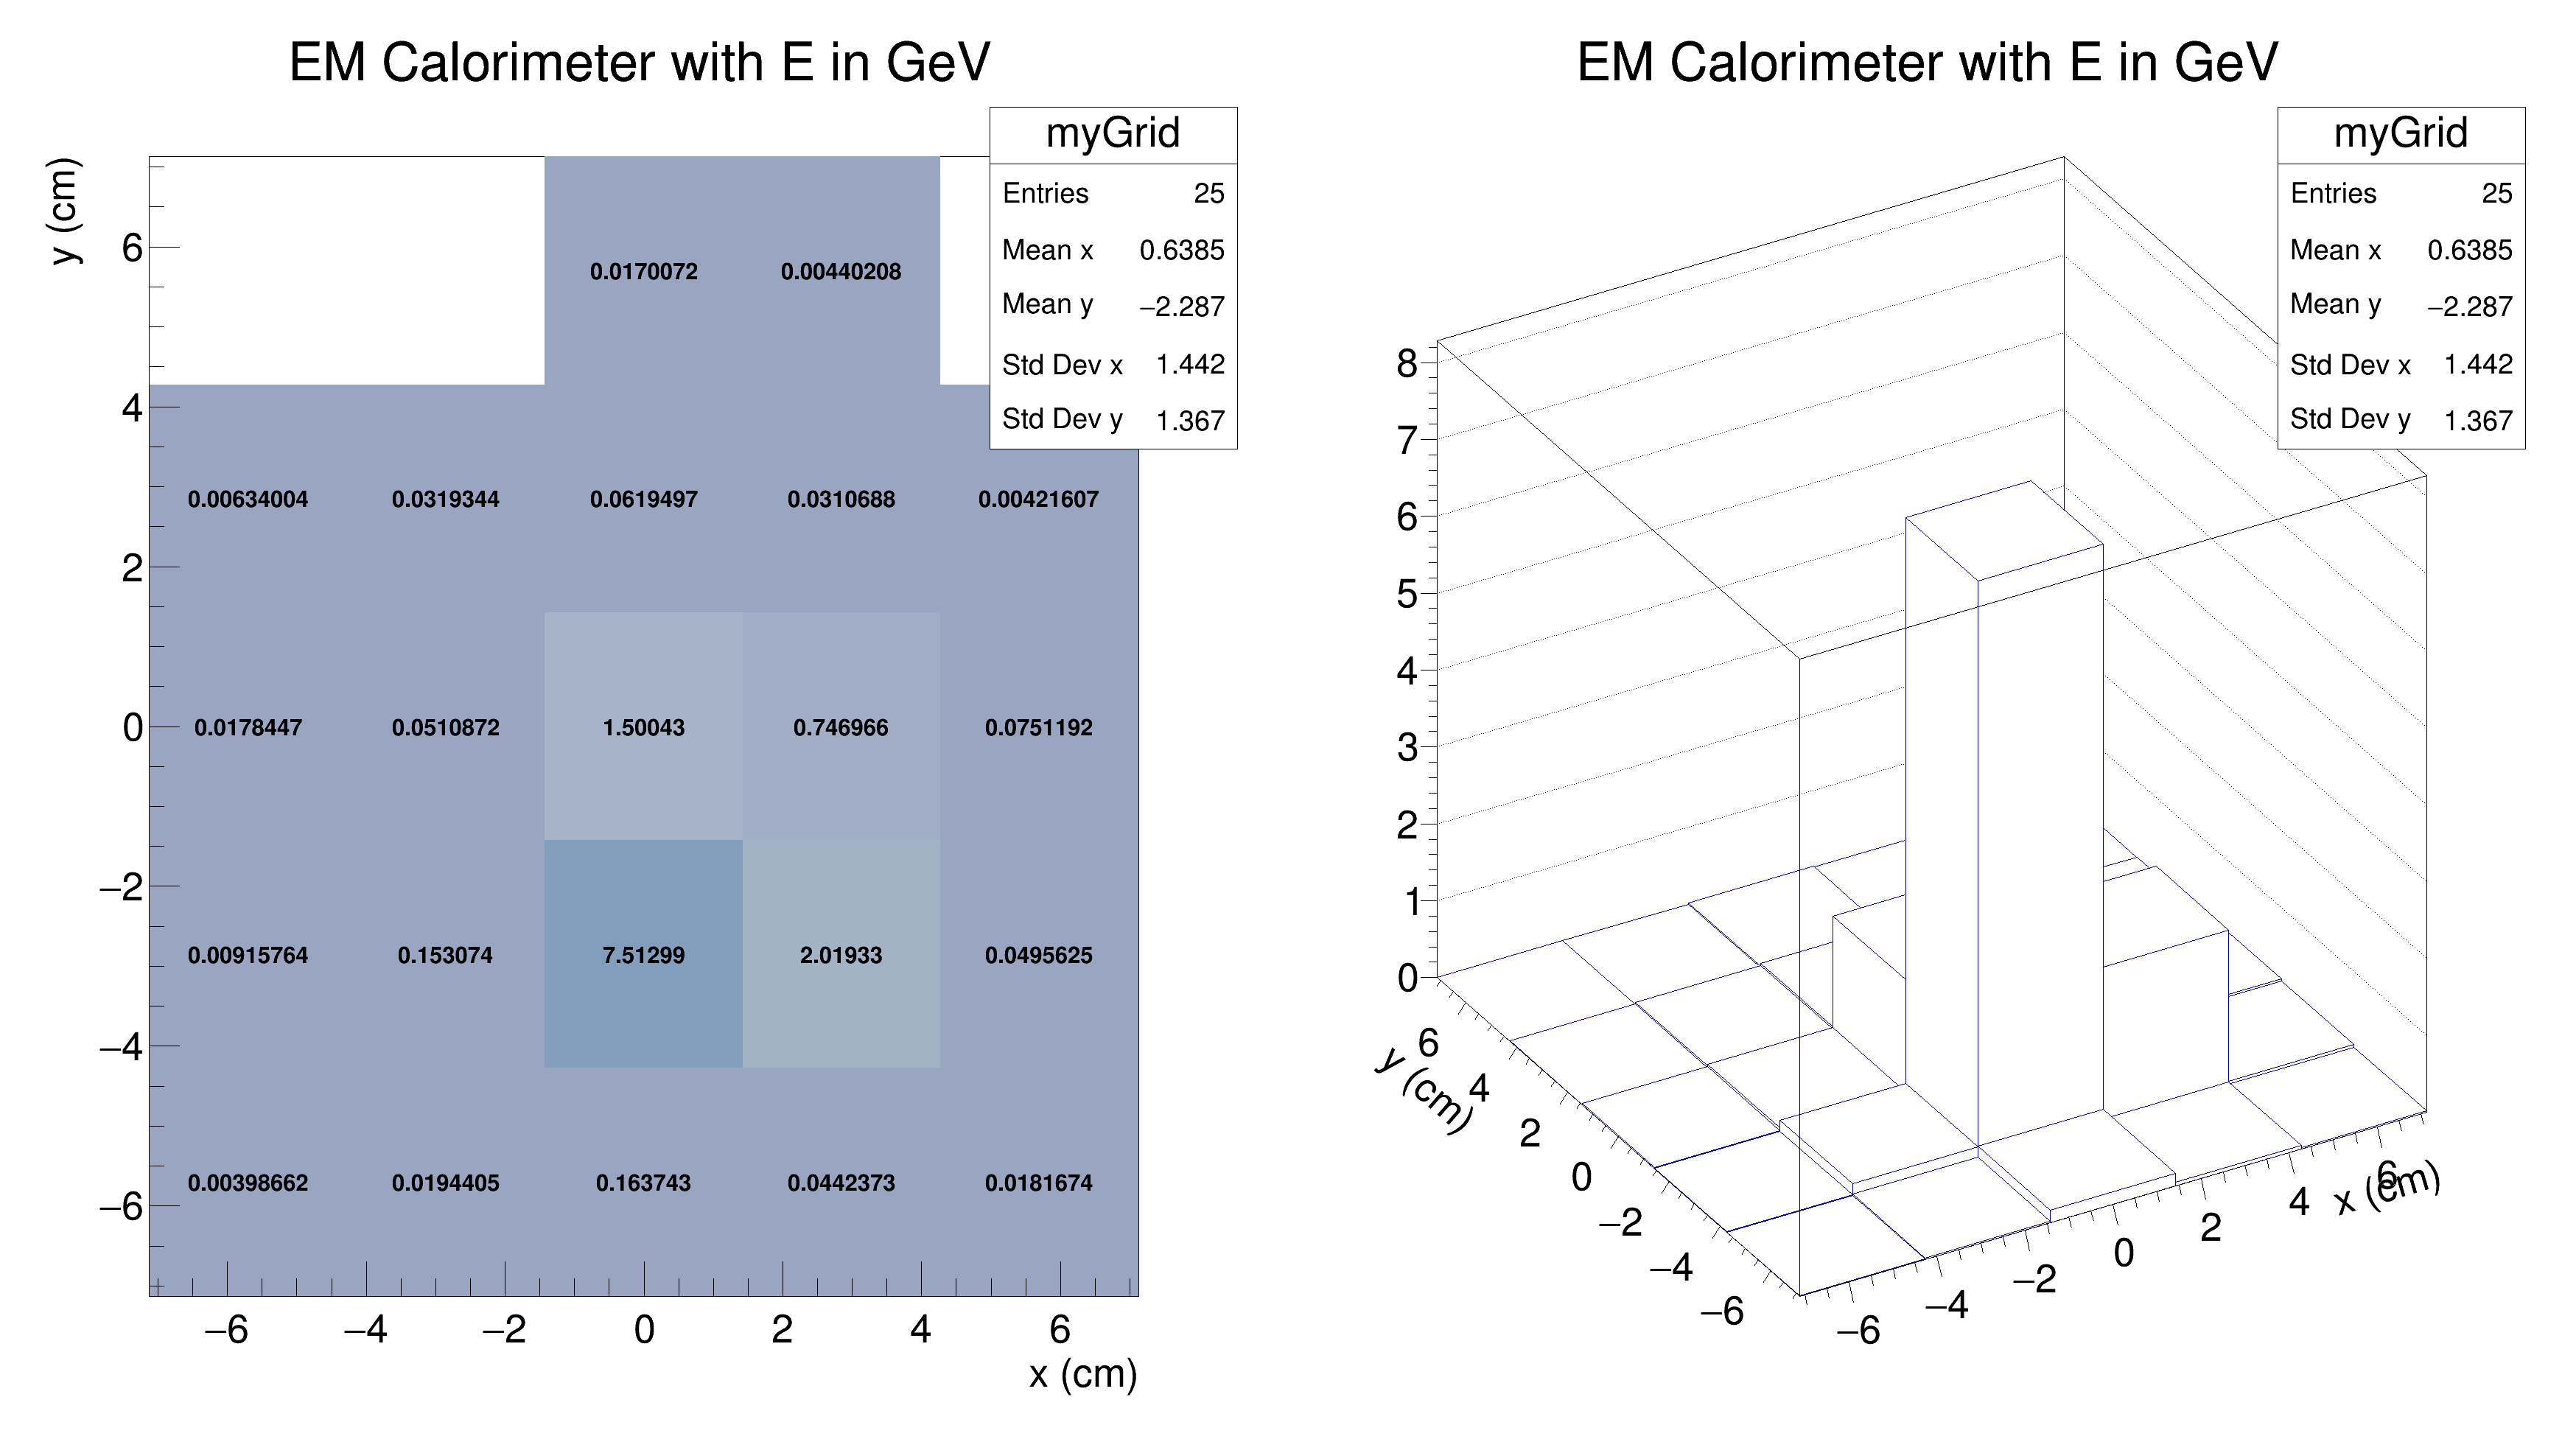 EM Calorimeter with E in GeV
myGrid
Entries 25
Mean x 0.6385
Mean y −2.287
Std Dev x 1.442
Std Dev y 1.367
y (cm)
6
0.0170072 0.00440208
4
0.00634004 0.0319344 0.0619497 0.0310688 0.00421607
2
0 0.0178447 0.0510872 1.50043 0.746966 0.0751192
−2
0.00915764 0.153074 7.51299 2.01933 0.0495625
−4
0.00398662 0.0194405 0.163743 0.0442373 0.0181674
−6
−6 −4 −2 0 2 4 6
x (cm)
EM Calorimeter with E in GeV
myGrid
Entries 25
Mean x 0.6385
Mean y −2.287
Std Dev x 1.442
Std Dev y 1.367
8
7
6
5
4
3
2
1
0
6
4
2
0
−2
−4
−6
y (cm)
−6
−4
−2
0
2
4
6
x (cm)